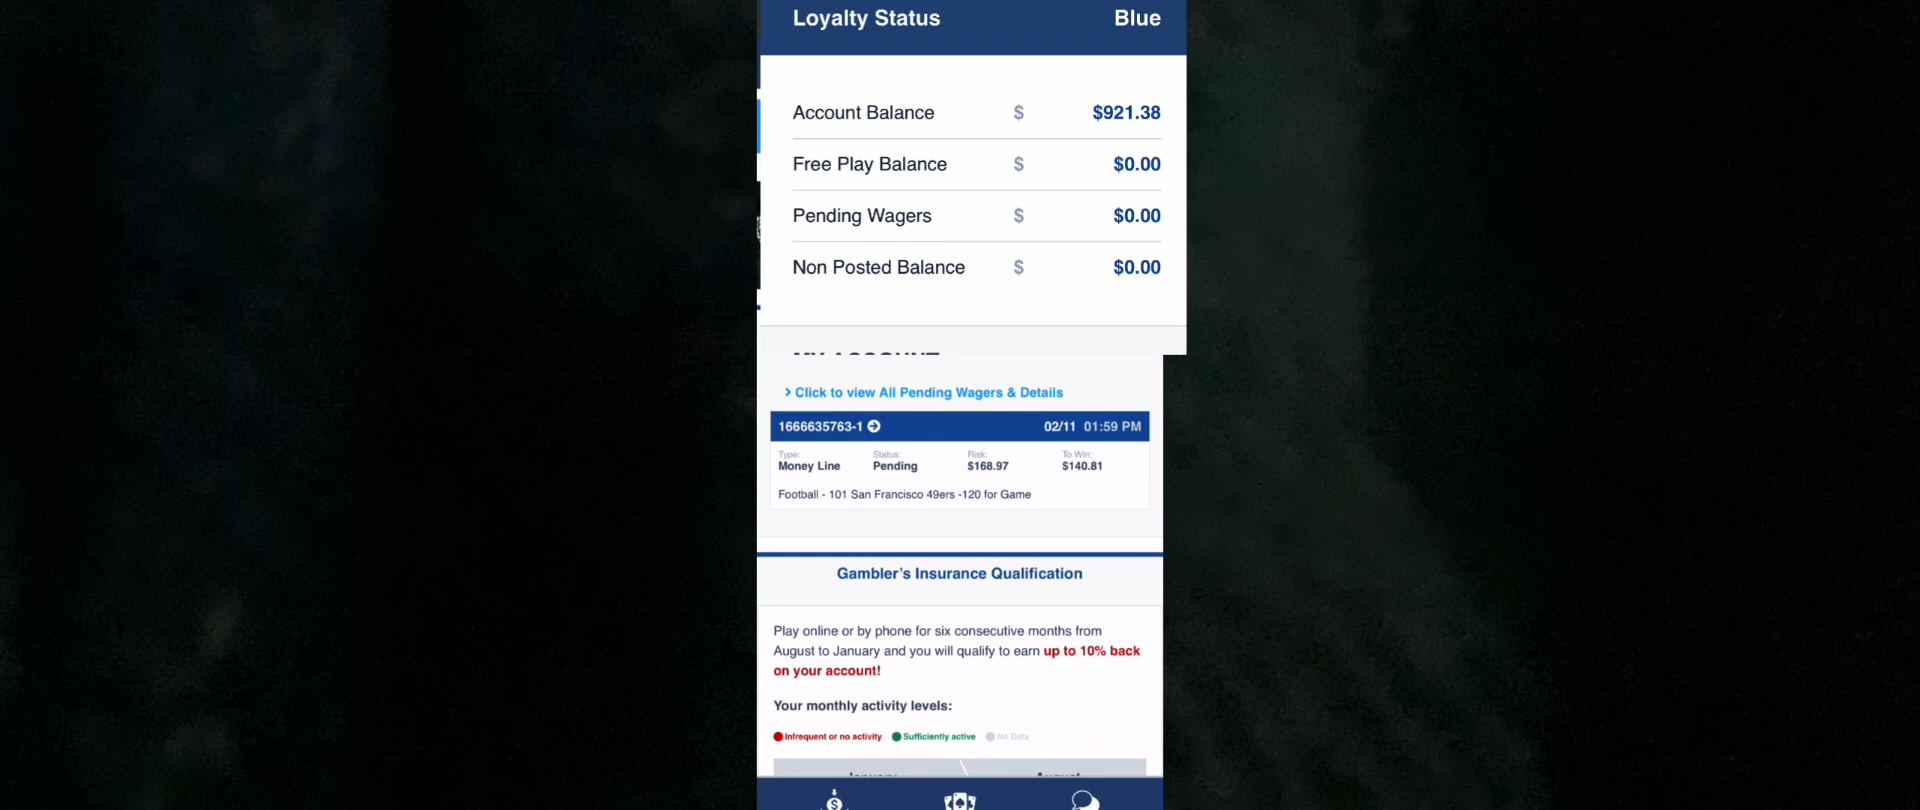 Loyalty Status Blue
Account Balance $ $921.38
Free Play Balance $ $0.00
Pending Wagers $ $0.00
Non Posted Balance $ $0.00
MY ACCOUNT
> Click to view All Pending Wagers & Details
1666635763-1 02/11 01:59 PM
Type: Status: Risk: To Win:
Money Line Pending $168.97 $140.81
Football - 101 San Francisco 49ers -120 for Game
Gambler's Insurance Qualification
Play online or by phone for six consecutive months from
August to January and you will qualify to earn up to 10% back
on your account!
Your monthly activity levels:
Infrequent or no activity Sufficiently active No Data
January August